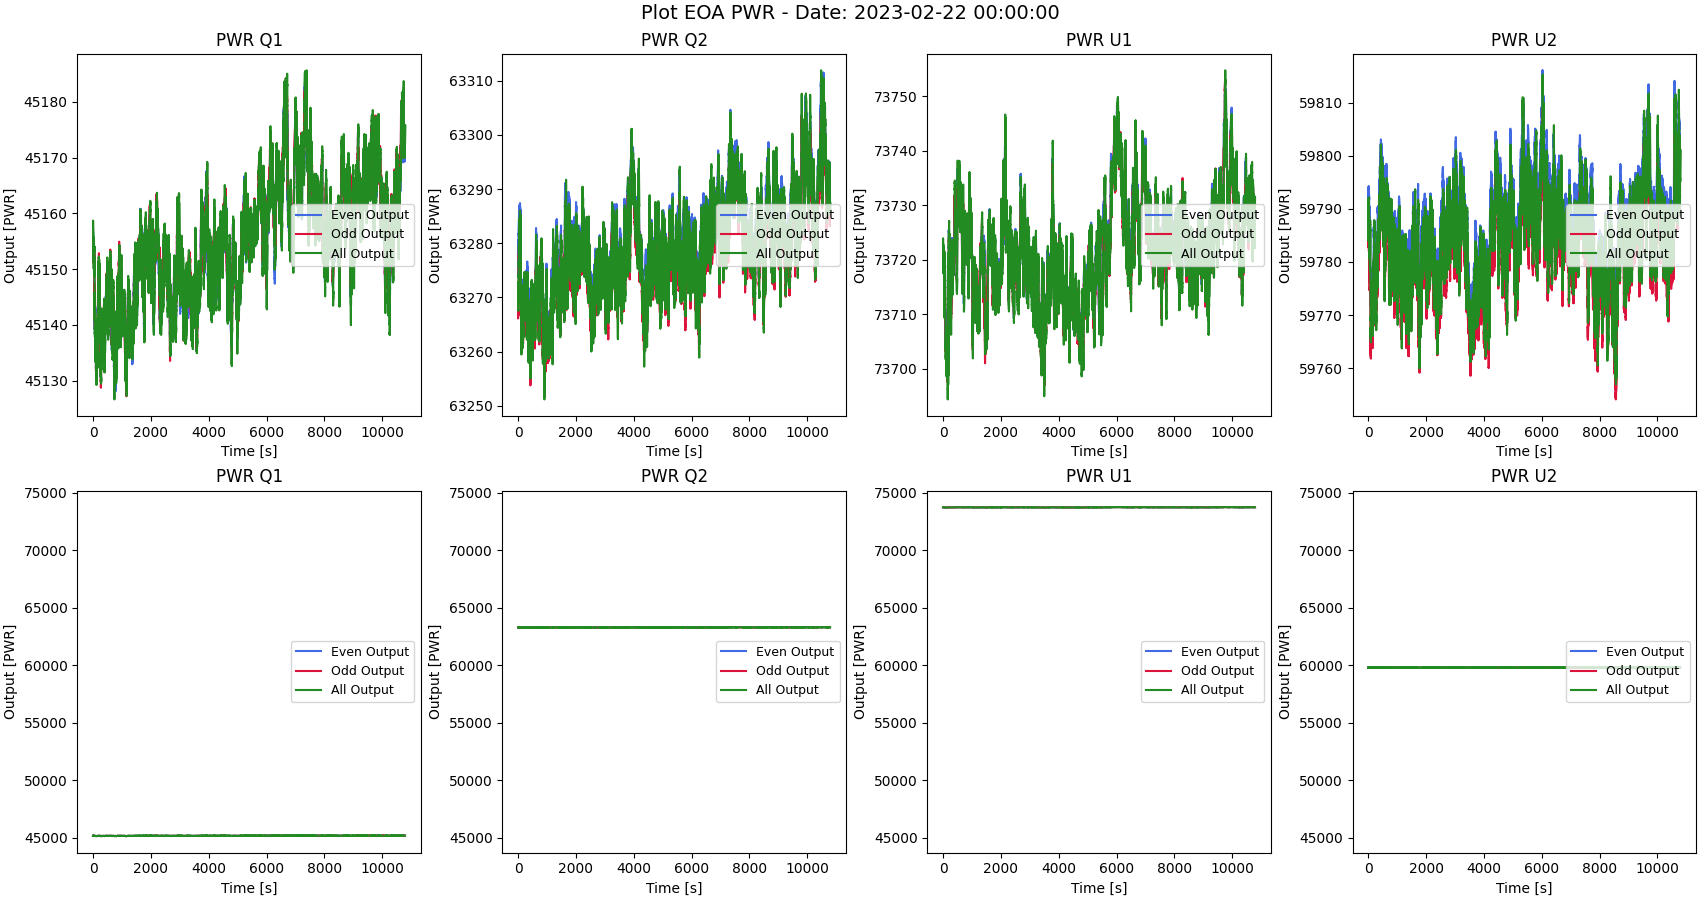 Plot EOA PWR - Date: 2023-02-22 00:00:00
PWR Q1
PWR Q2
PWR U1
PWR U2
Output [PWR]
45180
45170
45160
45150
45140
45130
Even Output
Odd Output
All Output
0 2000 4000 6000 8000 10000
Time [s]
Output [PWR]
63310
63300
63290
63280
63270
63260
63250
Even Output
Odd Output
All Output
0 2000 4000 6000 8000 10000
Time [s]
Output [PWR]
73750
73740
73730
73720
73710
73700
Even Output
Odd Output
All Output
0 2000 4000 6000 8000 10000
Time [s]
Output [PWR]
59810
59800
59790
59780
59770
59760
Even Output
Odd Output
All Output
0 2000 4000 6000 8000 10000
Time [s]
PWR Q1
PWR Q2
PWR U1
PWR U2
Output [PWR]
75000
70000
65000
60000
55000
50000
45000
Even Output
Odd Output
All Output
0 2000 4000 6000 8000 10000
Time [s]
Output [PWR]
75000
70000
65000
60000
55000
50000
45000
Even Output
Odd Output
All Output
0 2000 4000 6000 8000 10000
Time [s]
Output [PWR]
75000
70000
65000
60000
55000
50000
45000
Even Output
Odd Output
All Output
0 2000 4000 6000 8000 10000
Time [s]
Output [PWR]
75000
70000
65000
60000
55000
50000
45000
Even Output
Odd Output
All Output
0 2000 4000 6000 8000 10000
Time [s]